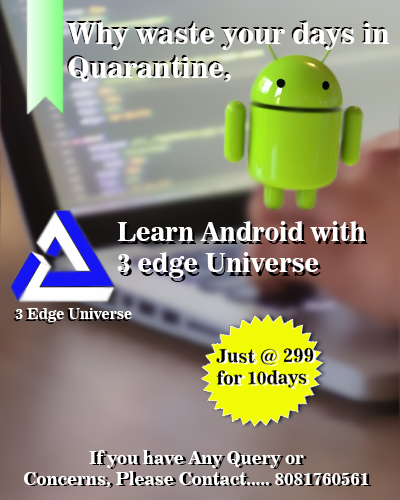 Why waste your days in
Quarantine,
Learn Android with
3 edge Universe
3 Edge Universe
Just @ 299
for 10days
If you have Any Query or
Concerns, Please Contact..... 8081760561